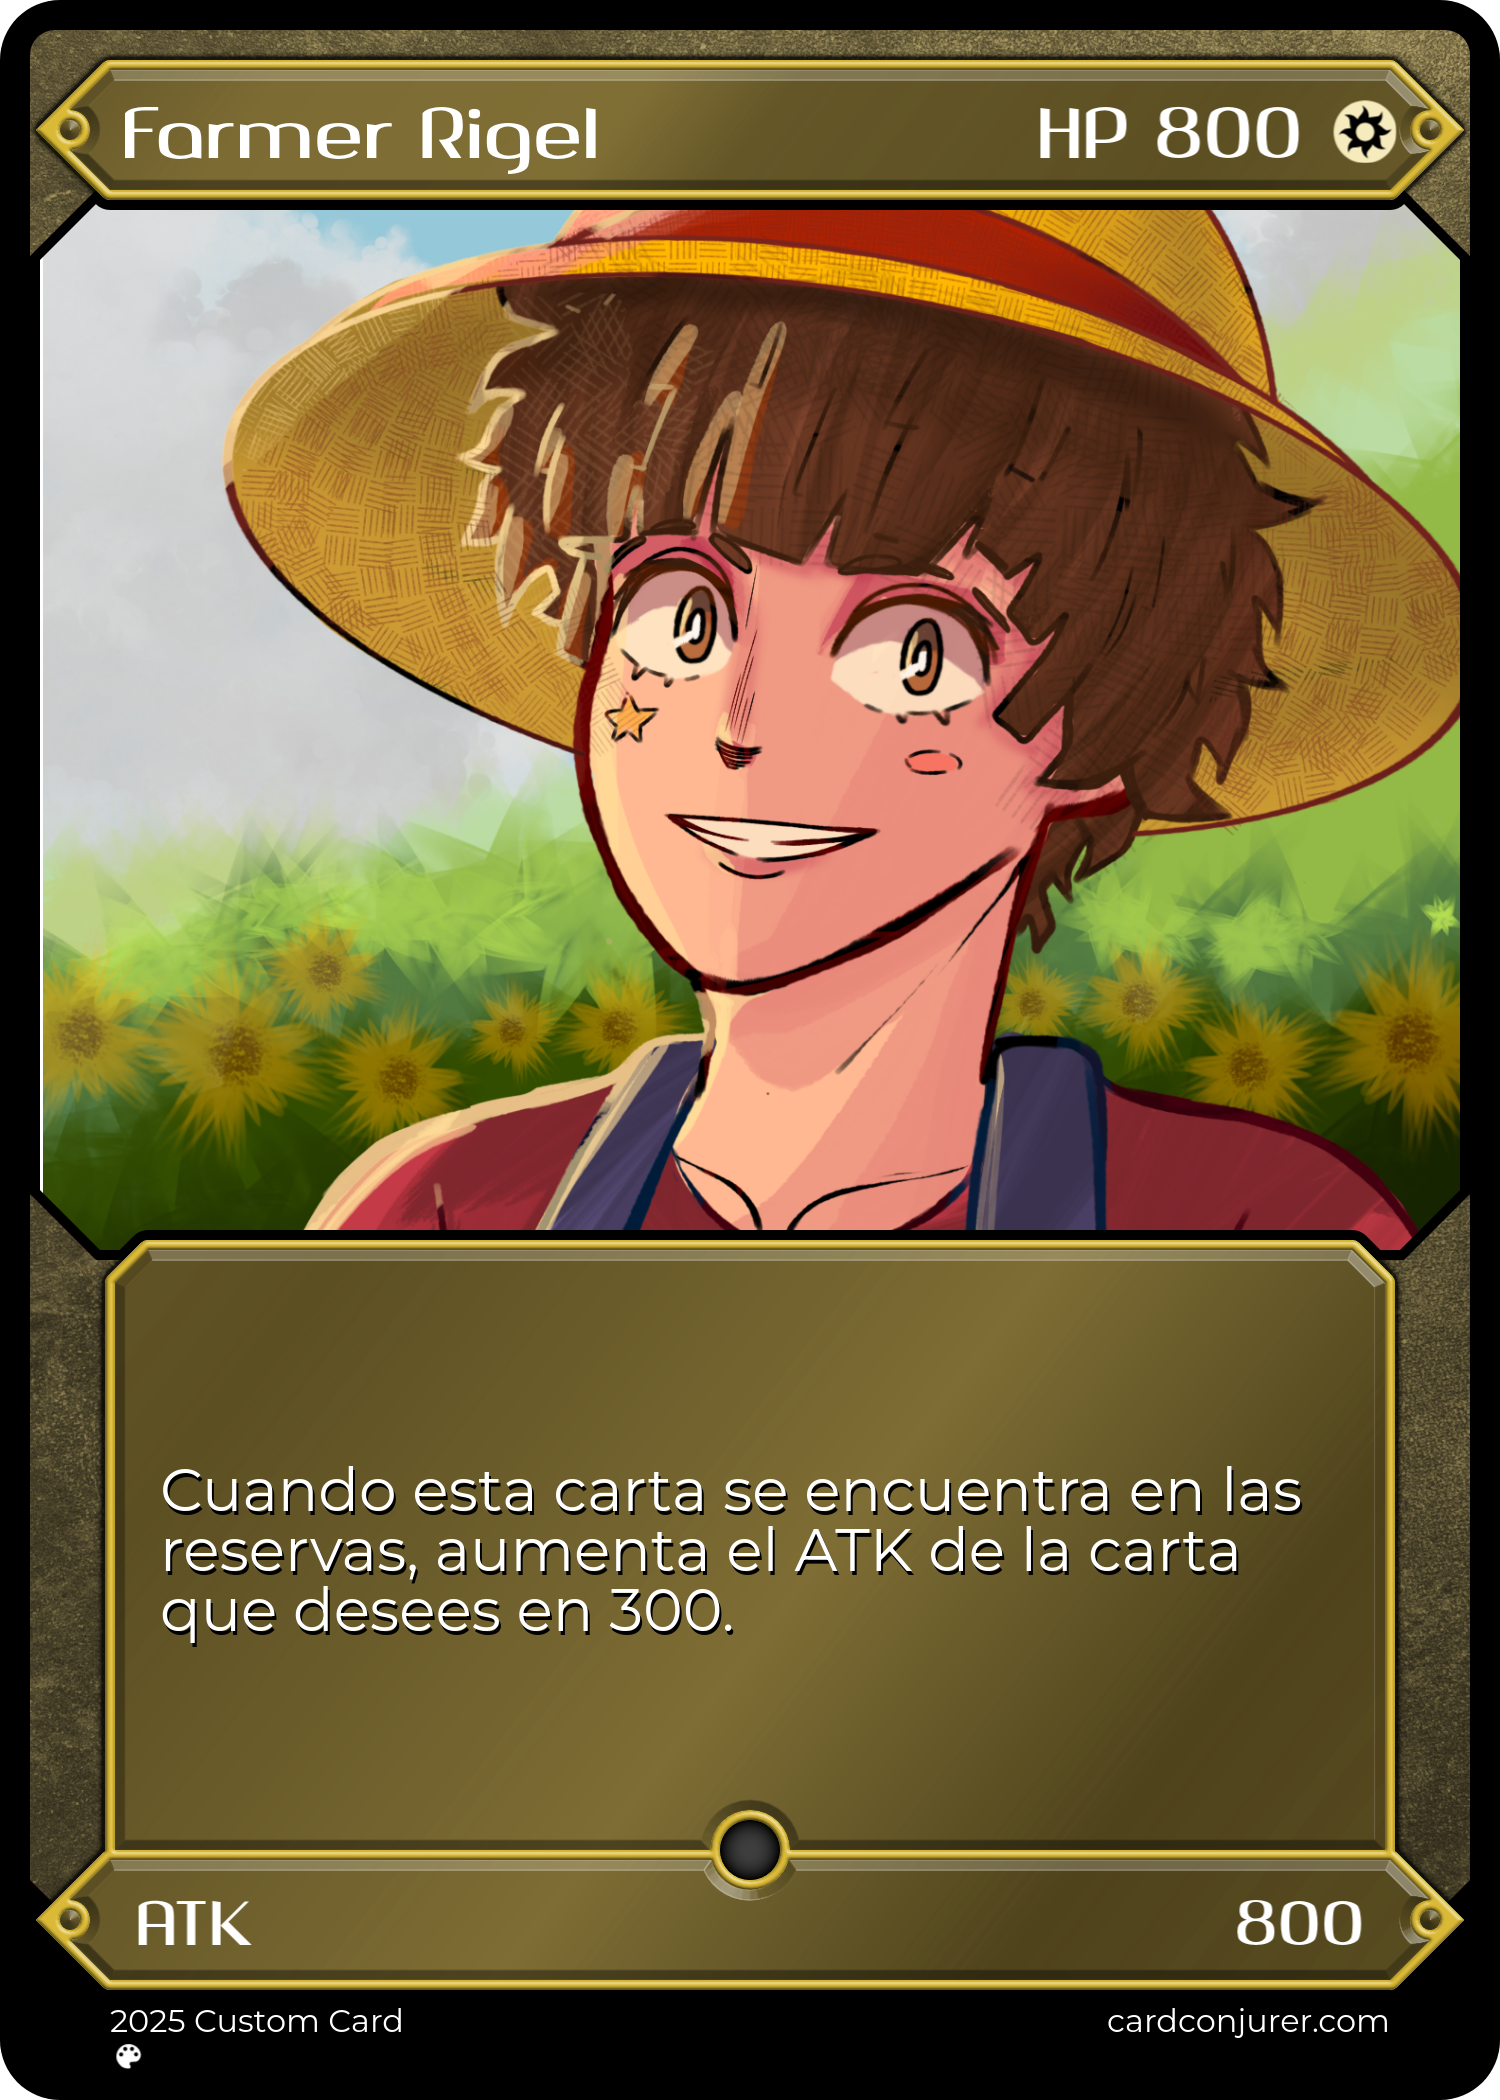 Farmer Rigel HP 800
Cuando esta carta se encuentra en las
reservas, aumenta el ATK de la carta
que desees en 300.
ATK 800
2025 Custom Card cardconjurer.com